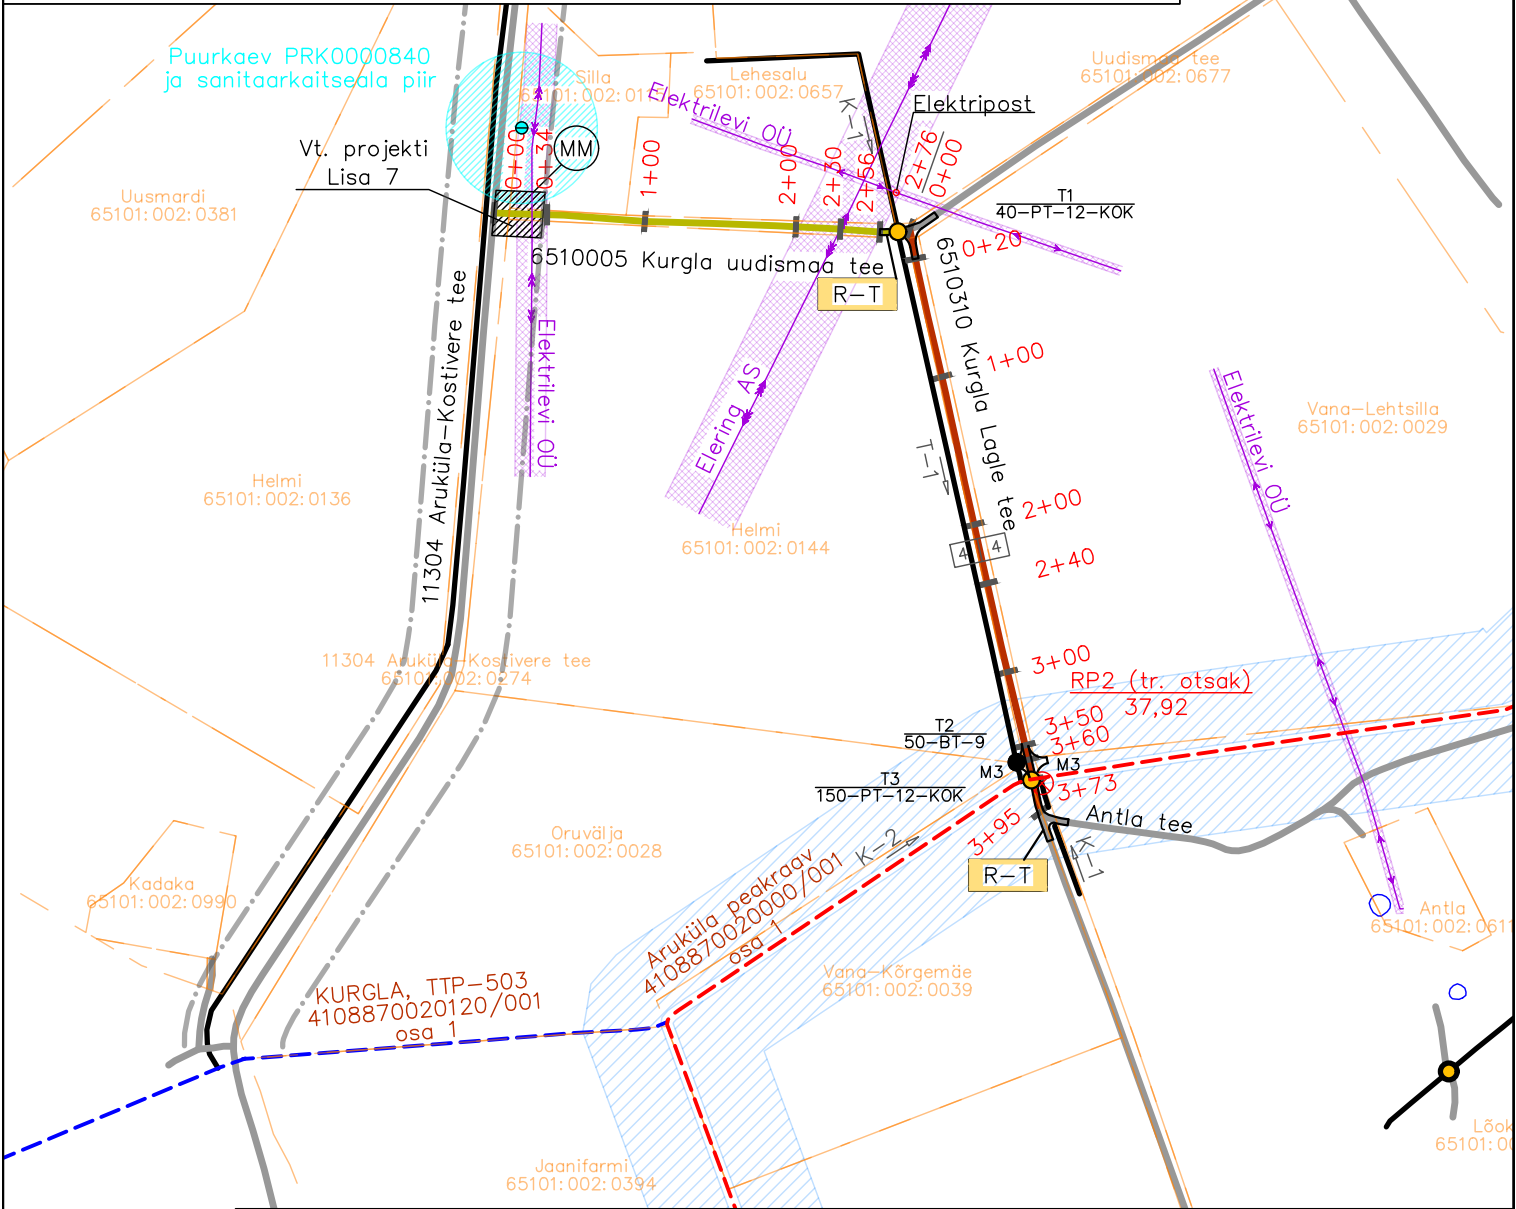 Puurkaev PRK0000840
ja sanitaarkaitseala piir
Vt. projekti
Lisa 7
Uusmardi
65101:002:0381
0+00
0+34
MM
Silla
Lehesalu
65101:002:0657
Uudismaa tee
65101:002:0677
Elektrilevi OÜ
K-1
Elektripost
1+00
2+00
2+30
2+56
2+76
0+00
T1
40-PT-12-KOK
6510005 Kurgla uudismaa tee
R-T
0+20
6510310 Kurgla Lagle tee
1+00
11304 Aruküla-Kostivere tee
Elektrilevi OÜ
Elering AS
T-1
Elektrilevi OÜ
Vana-Lehtsilla
65101:002:0029
Helmi
65101:002:0136
Helmi
65101:002:0144
2+00
4
4
2+40
3+00
11304 Aruküla-Kostivere tee
65101:002:0274
RP2 (tr. otsak)
37,92
3+50
3+60
T2
50-BT-9
M3
M3
T3
150-PT-12-KOK
3+73
3+95
Antla tee
K-2
K-1
R-T
Oruvälja
65101:002:0028
Kadaka
65101:002:0990
Aruküla peakraav
4108870020000/001
osa 1
Antla
65101:002:0611
Vana-Kõrgemäe
65101:002:0039
KURGLA, TTP-503
4108870020120/001
osa 1
Jaanifarmi
65101:002:0394